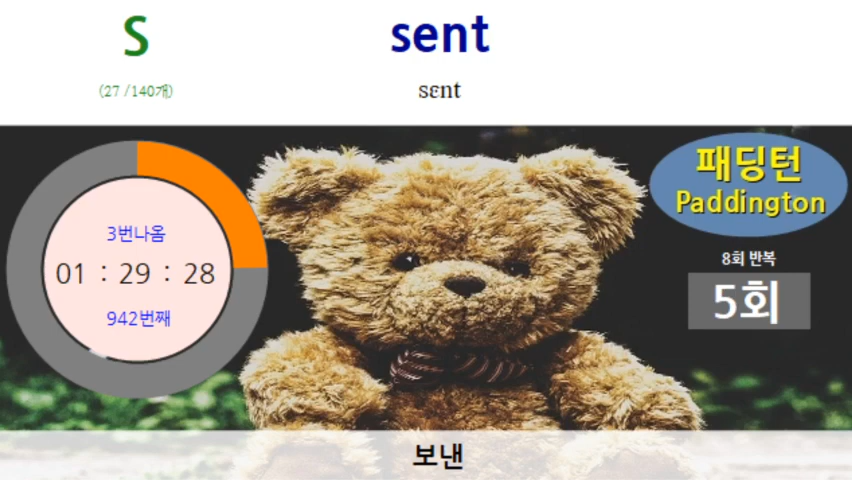 S
sent
(27 /140개)
sɛnt
패딩턴
Paddington
3번나옴
01 : 29 : 28
942번째
8회 반복
5회
보낸